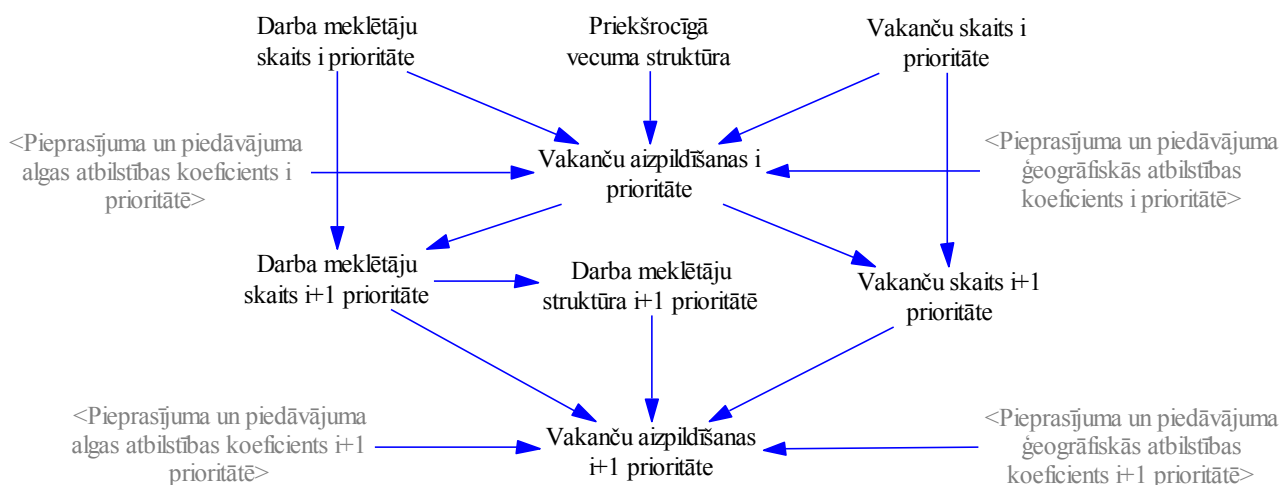 Darba meklētāju
skaits i prioritāte
Priekšrocīgā
vecuma struktūra
Vakanču skaits i
prioritāte
<Pieprasījuma un piedāvājuma
algas atbilstības koeficients i
prioritātē>
Vakanču aizpildīšanas i
prioritāte
<Pieprasījuma un piedāvājuma
ģeogrāfiskās atbilstības
koeficients i prioritātē>
Darba meklētāju
skaits i+1 prioritāte
Darba meklētāju
struktūra i+1 prioritātē
Vakanču skaits i+1
prioritāte
<Pieprasījuma un piedāvājuma
algas atbilstības koeficients i+1
prioritātē>
Vakanču aizpildīšanas
i+1 prioritāte
<Pieprasījuma un piedāvājuma
ģeogrāfiskās atbilstības
koeficients i+1 prioritātē>